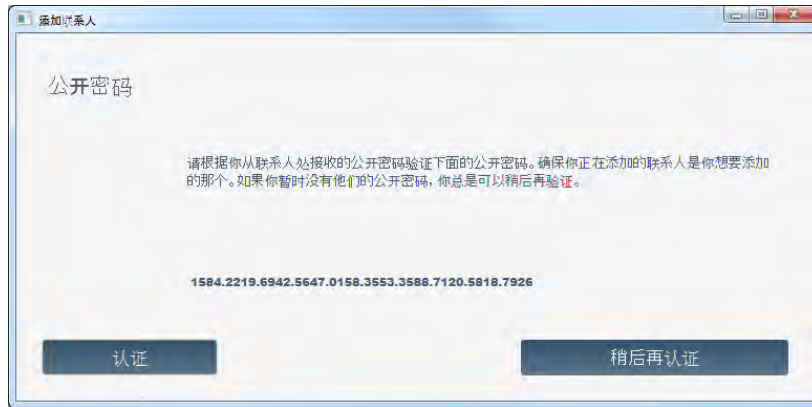 添加联系人
公开密码
请根据你从联系人处接收的公开密码验证下面的公开密码。确保你正在添加的联系人是你想要添加
的那个。如果你暂时没有他们的公开密码, 你总是可以稍后再验证。
1584.2219.6942.5647.0158.3553.3588.7120.5818.7926
认证
稍后再认证